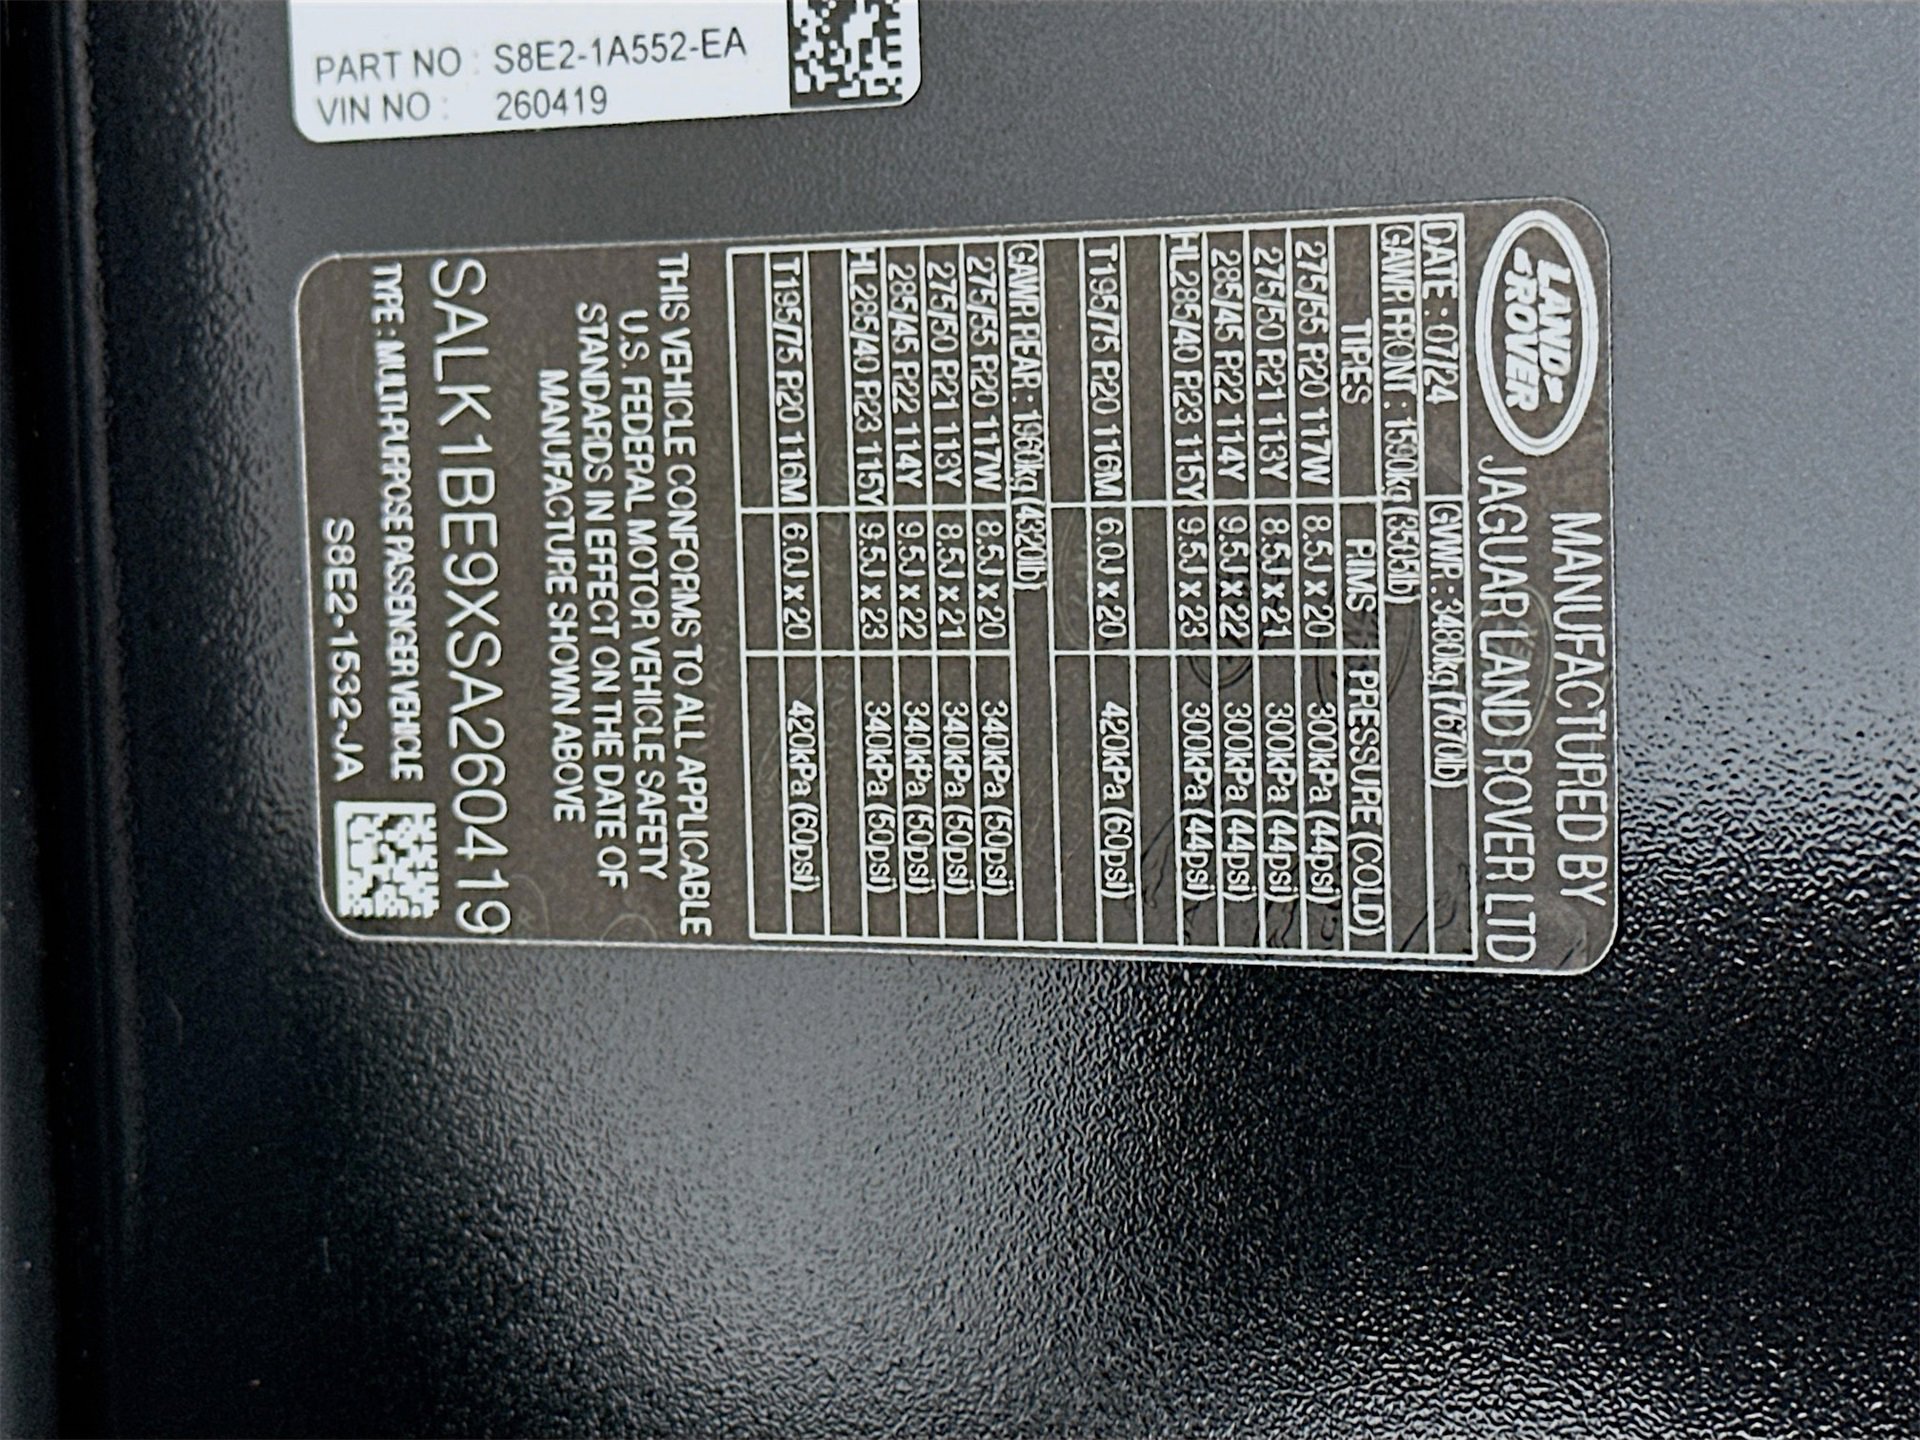 PART NO : S8E2-1A552-EA
VIN NO : 260419
LAND ROVER
MANUFACTURED BY
JAGUAR LAND ROVER LTD
DATE : 07/24 GVWR : 3480kg (7670lb)
GAWR FRONT : 1590kg (3505lb)
TIRES RIMS PRESSURE (COLD)
275/55 R20 117W 8.5J x 20 300kPa (44psi)
275/50 R21 113Y 8.5J x 21 300kPa (44psi)
285/45 R22 114Y 9.5J x 22 300kPa (44psi)
HL285/40 R23 115Y 9.5J x 23 300kPa (44psi)
T195/75 R20 116M 6.0J x 20 420kPa (60psi)
GAWR REAR : 1960kg (4320lb)
275/55 R20 117W 8.5J x 20 340kPa (50psi)
275/50 R21 113Y 8.5J x 21 340kPa (50psi)
285/45 R22 114Y 9.5J x 22 340kPa (50psi)
HL285/40 R23 115Y 9.5J x 23 340kPa (50psi)
T195/75 R20 116M 6.0J x 20 420kPa (60psi)
THIS VEHICLE CONFORMS TO ALL APPLICABLE
U.S. FEDERAL MOTOR VEHICLE SAFETY
STANDARDS IN EFFECT ON THE DATE OF
MANUFACTURE SHOWN ABOVE
SALK1BE9XSA260419
TYPE : MULTI-PURPOSE PASSENGER VEHICLE
S8E2-1532-JA